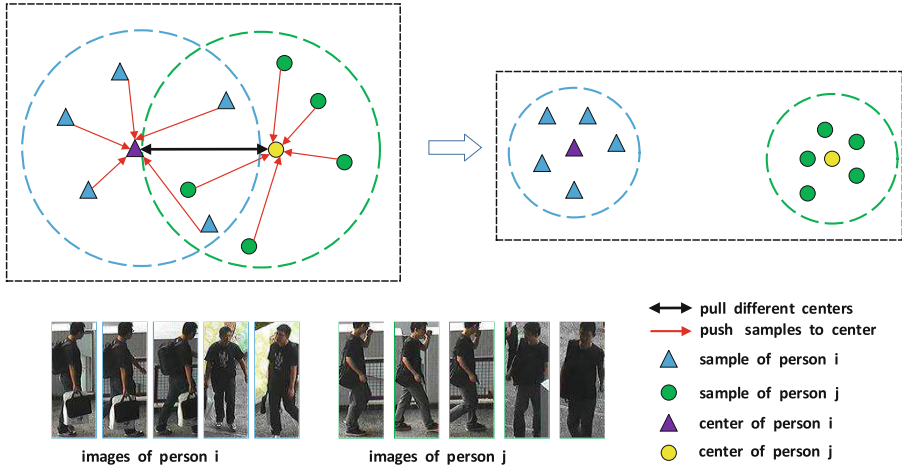 pull different centers
push samples to center
sample of person i
sample of person j
center of person i
center of person j
images of person i
images of person j